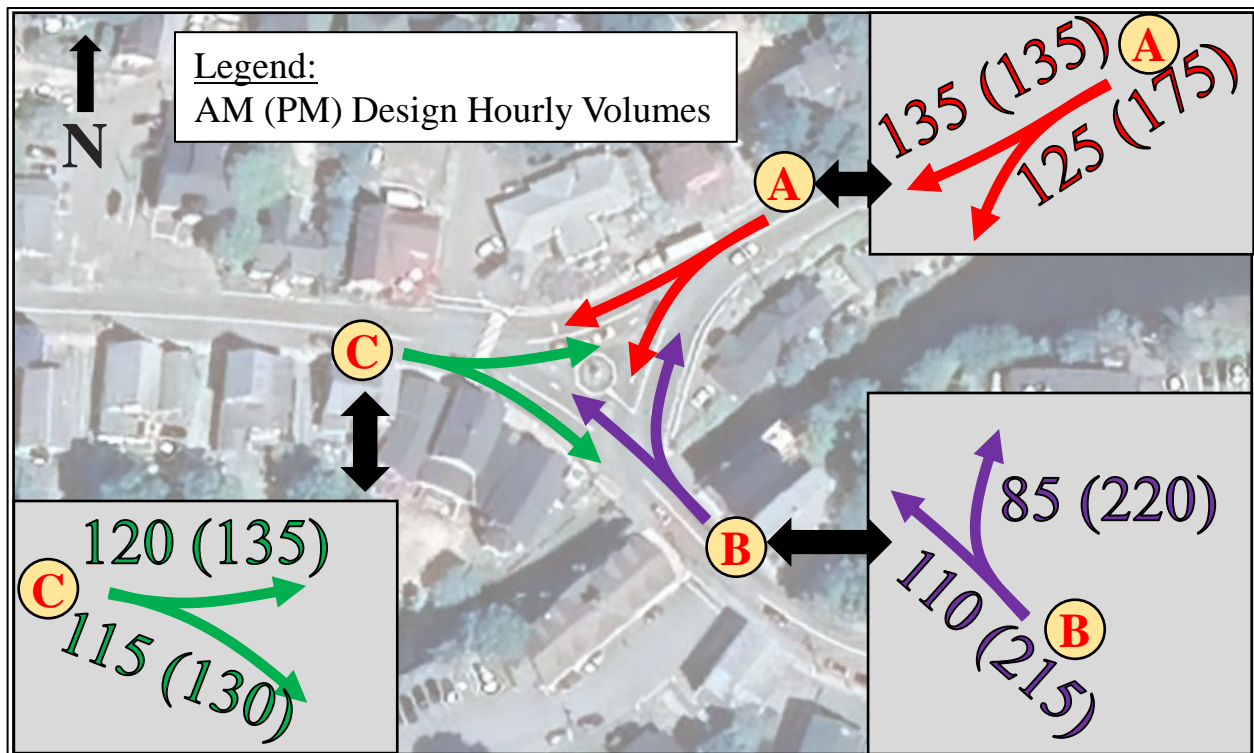 N
Legend:
AM (PM) Design Hourly Volumes
A
135 (135)
125 (175)
A
C
B
120 (135)
C
115 (130)
85 (220)
110 (215)
B